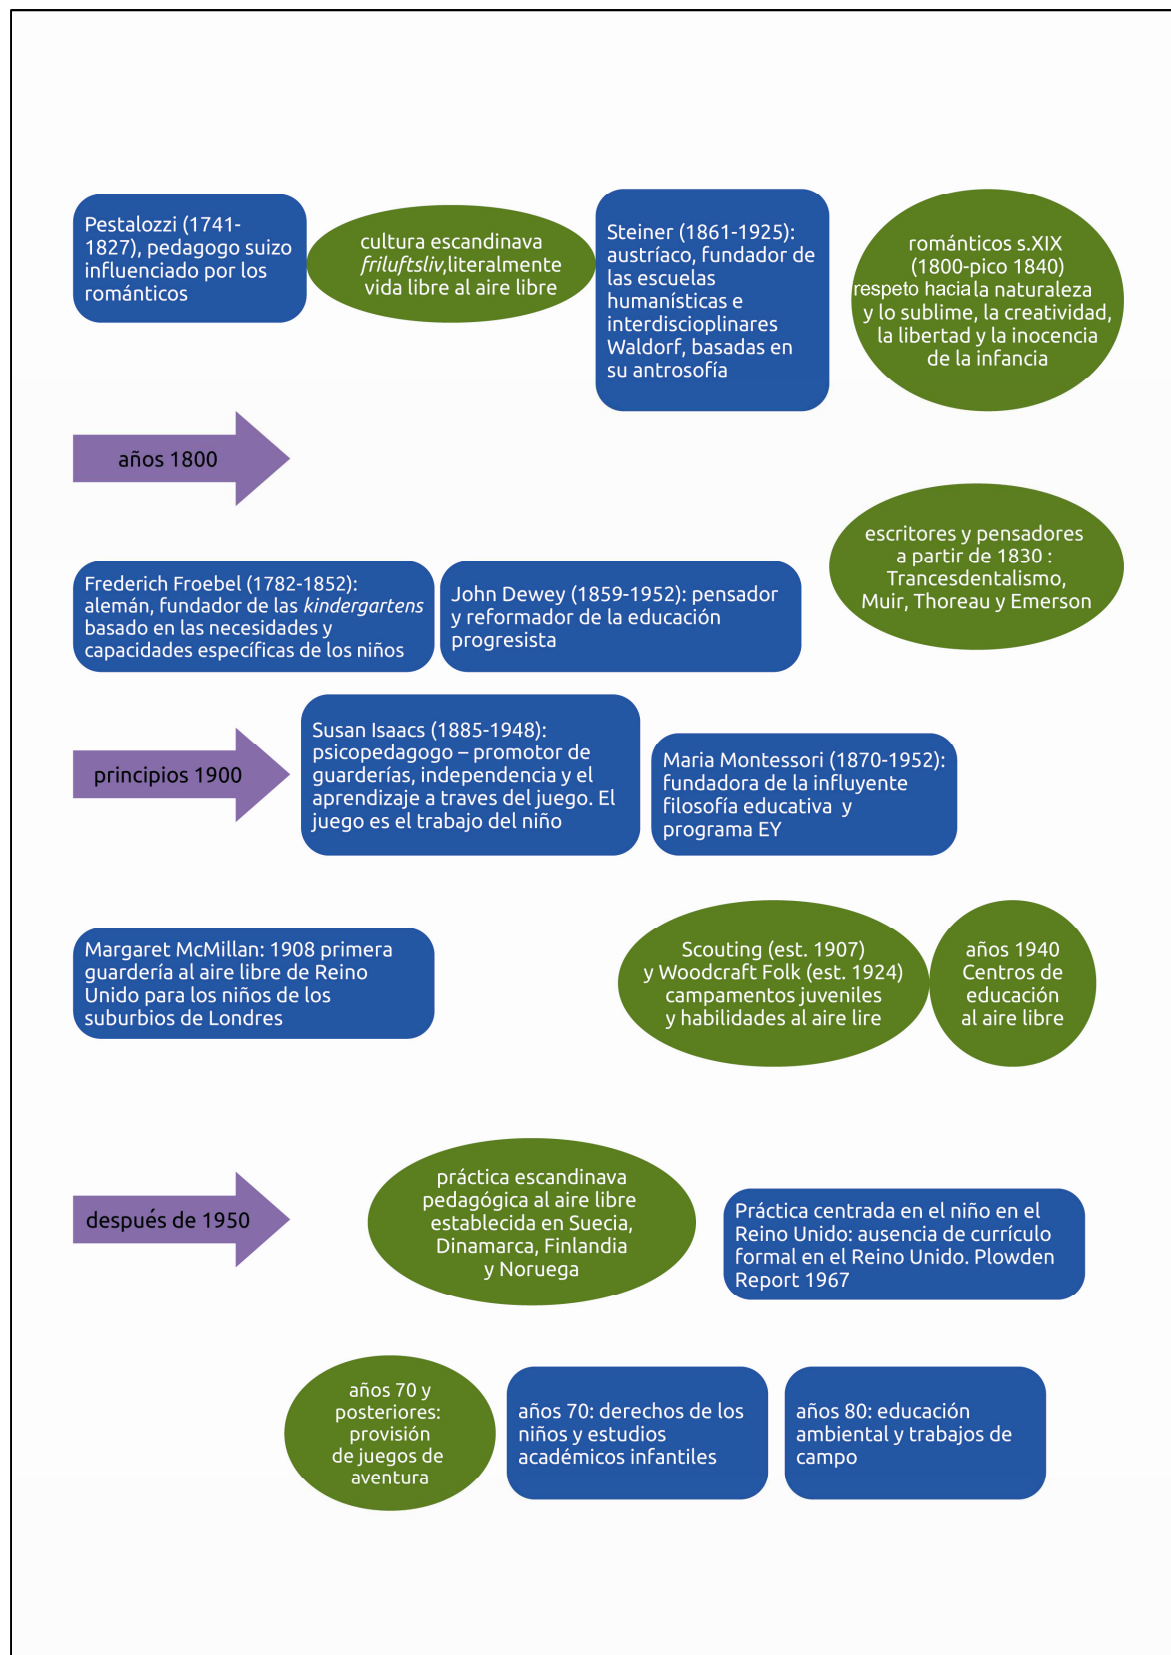 Pestalozzi (1741-
1827), pedagogo suizo
influenciado por los
románticos
cultura escandinava
friluftsliv,literalmente
vida libre al aire libre
Steiner (1861-1925):
austríaco, fundador de
las escuelas
humanísticas e
interdiscioplinares
Waldorf, basadas en
su antrosofía
románticos s.XIX
(1800-pico 1840)
respeto hacia la naturaleza
y lo sublime, la creatividad,
la libertad y la inocencia
de la infancia
años 1800
escritores y pensadores
a partir de 1830 :
Trancesdentalismo,
Muir, Thoreau y Emerson
Frederich Froebel (1782-1852):
alemán, fundador de las kindergartens
basado en las necesidades y
capacidades específicas de los niños
John Dewey (1859-1952): pensador
y reformador de la educación
progresista
principios 1900
Susan Isaacs (1885-1948):
psicopedagogo – promotor de
guarderías, independencia y el
aprendizaje a traves del juego. El
juego es el trabajo del niño
Maria Montessori (1870-1952):
fundadora de la influyente
filosofía educativa y
programa EY
Margaret McMillan: 1908 primera
guardería al aire libre de Reino
Unido para los niños de los
suburbios de Londres
Scouting (est. 1907)
y Woodcraft Folk (est. 1924)
campamentos juveniles
y habilidades al aire lire
años 1940
Centros de
educación
al aire libre
después de 1950
práctica escandinava
pedagógica al aire libre
establecida en Suecia,
Dinamarca, Finlandia
y Noruega
Práctica centrada en el niño en el
Reino Unido: ausencia de currículo
formal en el Reino Unido. Plowden
Report 1967
años 70 y
posteriores:
provisión
de juegos de
aventura
años 70: derechos de los
niños y estudios
académicos infantiles
años 80: educación
ambiental y trabajos de
campo